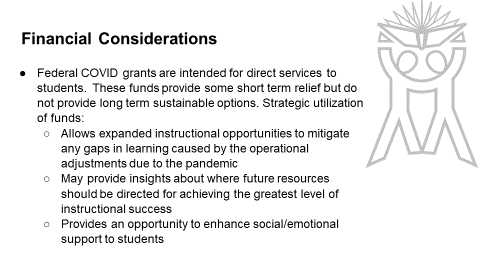 Financial Considerations
● Federal COVID grants are intended for direct services to
students. These funds provide some short term relief but do
not provide long term sustainable options. Strategic utilization
of funds:
○ Allows expanded instructional opportunities to mitigate
any gaps in learning caused by the operational
adjustments due to the pandemic
○ May provide insights about where future resources
should be directed for achieving the greatest level of
instructional success
○ Provides an opportunity to enhance social/emotional
support to students